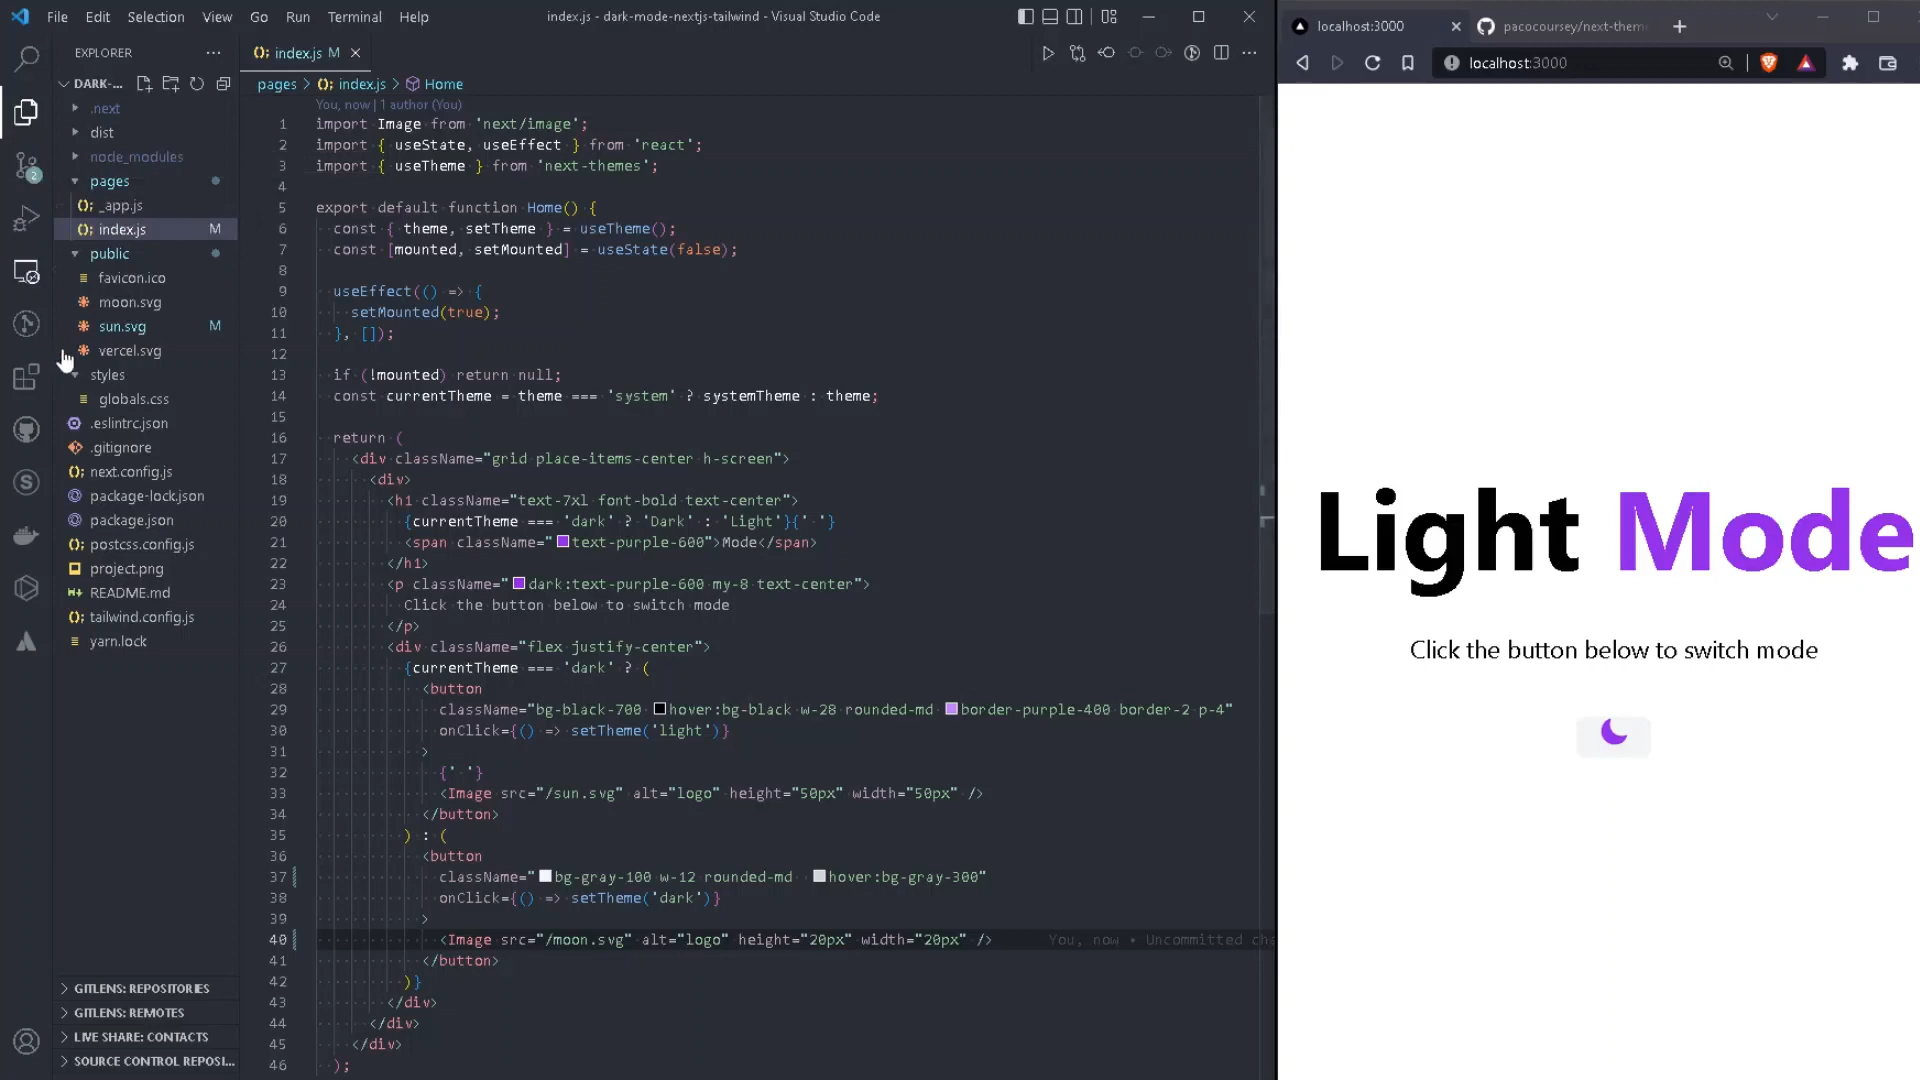 File Edit Selection View Go Run Terminal Help
index.js - dark-mode-nextjs-tailwind - Visual Studio Code
EXPLORER
DARK-...
.next
dist
node_modules
pages
_app.js
index.js M
public
favicon.ico
moon.svg
sun.svg M
vercel.svg
styles
globals.css
.eslintrc.json
.gitignore
next.config.js
package-lock.json
package.json
postcss.config.js
project.png
README.md
tailwind.config.js
yarn.lock
GITLENS: REPOSITORIES
GITLENS: REMOTES
LIVE SHARE: CONTACTS
SOURCE CONTROL REPOSI...
2
index.js M
pages > index.js > Home
You, now | 1 author (You)
1 import Image from 'next/image';
2 import { useState, useEffect } from 'react';
3 import { useTheme } from 'next-themes';
4
5 export default function Home() {
6 const { theme, setTheme } = useTheme();
7 const [mounted, setMounted] = useState(false);
8
9 useEffect(() => {
10 setMounted(true);
11 }, []);
12
13 if (!mounted) return null;
14 const currentTheme = theme === 'system' ? systemTheme : theme;
15
16 return (
17 <div className="grid place-items-center h-screen">
18 <div>
19 <h1 className="text-7xl font-bold text-center">
20 {currentTheme === 'dark' ? 'Dark' : 'Light'}{' '}
21 <span className="text-purple-600">Mode</span>
22 </h1>
23 <p className="dark:text-purple-600 my-8 text-center">
24 Click the button below to switch mode
25 </p>
26 <div className="flex justify-center">
27 {currentTheme === 'dark' ? (
28 <button
29 className="bg-black-700 hover:bg-black w-28 rounded-md border-purple-400 border-2 p-4"
30 onClick={() => setTheme('light')}
31 >
32 {' '}
33 <Image src="/sun.svg" alt="logo" height="50px" width="50px" />
34 </button>
35 ) : (
36 <button
37 className="bg-gray-100 w-12 rounded-md hover:bg-gray-300"
38 onClick={() => setTheme('dark')}
39 >
40 <Image src="/moon.svg" alt="logo" height="20px" width="20px" /> You, now • Uncommitted cha
41 </button>
42 )}
43 </div>
44 </div>
45 </div>
46 );
localhost:3000
pacocoursey/next-them
localhost:3000
Light Mode
Click the button below to switch mode